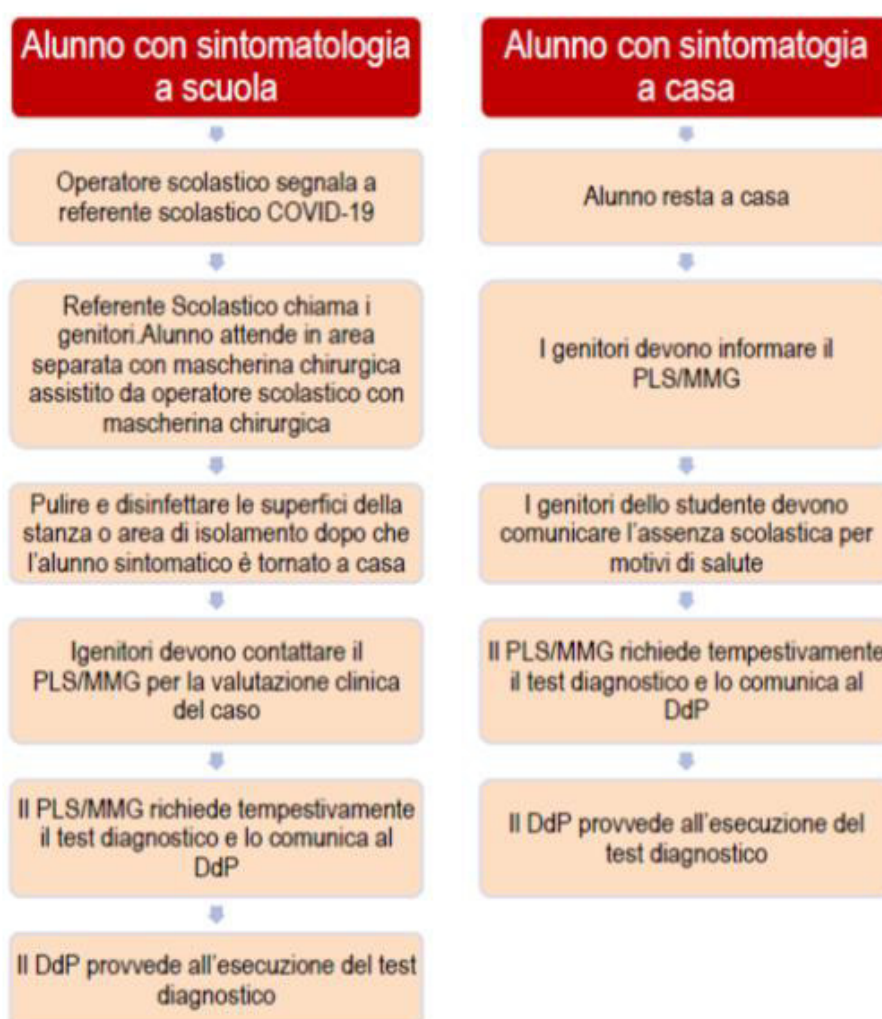 Alunno con sintomatologia
a scuola
Operatore scolastico segnala a
referente scolastico COVID-19
Referente Scolastico chiama i
genitori.Alunno attende in area
separata con mascherina chirurgica
assistito da operatore scolastico con
mascherina chirurgica
Pulire e disinfettare le superfici della
stanza o area di isolamento dopo che
l'alunno sintomatico è tornato a casa
Igenitori devono contattare il
PLS/MMG per la valutazione clinica
del caso
Il PLS/MMG richiede tempestivamente
il test diagnostico e lo comunica al
DdP
Il DdP provvede all'esecuzione del test
diagnostico
Alunno con sintomatogia
a casa
Alunno resta a casa
I genitori devono informare il
PLS/MMG
I genitori dello studente devono
comunicare l'assenza scolastica per
motivi di salute
Il PLS/MMG richiede tempestivamente
il test diagnostico e lo comunica al
DdP
Il DdP provvede all'esecuzione del
test diagnostico